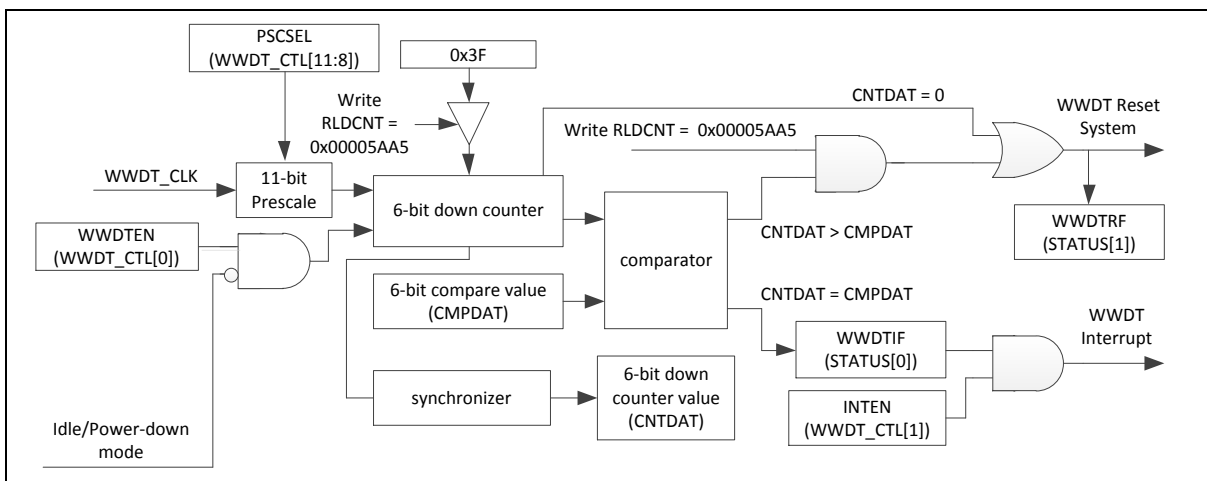 PSCSEL
(WWDT_CTL[11:8])
0x3F
Write
RLDCNT =
0x00005AA5
WWDT_CLK
11-bit
Prescale
6-bit down counter
WWDTEN
(WWDT_CTL[0])
6-bit compare value
(CMPDAT)
comparator
synchronizer
6-bit down
counter value
(CNTDAT)
Idle/Power-down
mode
CNTDAT = 0
Write RLDCNT =  0x00005AA5
CNTDAT > CMPDAT
CNTDAT = CMPDAT
WWDT Reset
System
WWDTRF
(STATUS[1])
WWDTIF
(STATUS[0])
INTEN
(WWDT_CTL[1])
WWDT
Interrupt